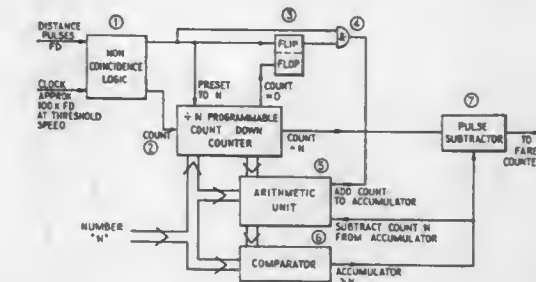 DISTANCE
PULSES
FD
CLOCK
APPROX
100 x FD
AT THRESHOLD
SPEED
①
NON
COINCIDENCE
LOGIC
③
FLIP
FLOP
④
&
PRESET
TO N
COUNT
= 0
COUNT
②
÷ N PROGRAMMABLE
COUNT DOWN
COUNTER
COUNT
= N
⑦
PULSE
SUBTRACTOR
TO
FARE
COUNTE
⑤
ARITHMETIC
UNIT
ADD COUNT
TO ACCUMULATOR
SUBTRACT COUNT N
FROM ACCUMULATOR
NUMBER
"N"
⑥
COMPARATOR
ACCUMULATOR